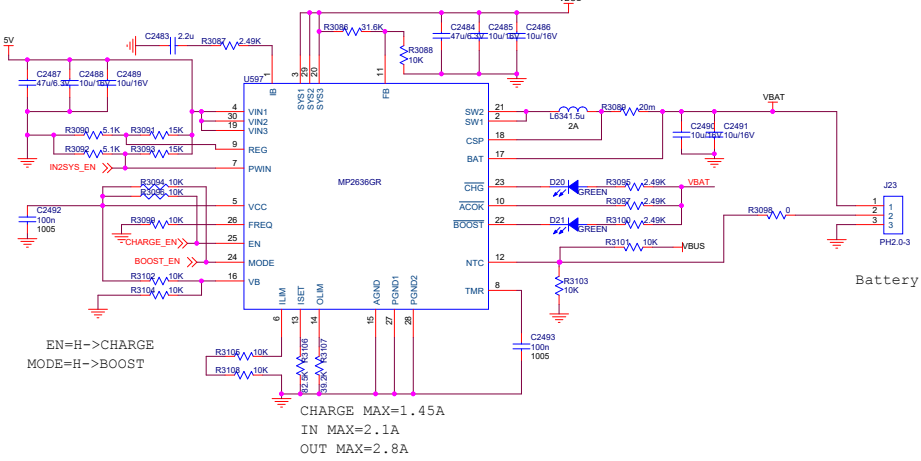 C2483
2.2u
R3087
2.49K
R3086
31.6K
R3088
10K
C2484
47u/6.3V
C2485
10u/16V
C2486
10u/16V
5V
C2487
47u/6.3V
C2488
10u/16V
C2489
10u/16V
U597
1
3
29
20
11
IB
SYS1
SYS2
SYS3
FB
4
VIN1
30
VIN2
19
VIN3
9
REG
7
PWIN
5
VCC
26
FREQ
25
EN
24
MODE
16
VB
MP2636GR
SW2
21
SW1
2
CSP
18
BAT
17
CHG
23
ACOK
10
BOOST
22
NTC
12
TMR
8
6
ILIM
13
ISET
14
OLIM
15
AGND
27
PGND1
28
PGND2
R3090
5.1K
R3091
15K
R3092
5.1K
R3093
15K
IN2SYS_EN
R3094
10K
10K
C2492
100n
1005
R3099
10K
CHARGE_EN
BOOST_EN
R3102
10K
R3104
10K
R3105
10K
R3108
10K
R3106
82.5K
R3107
39.2K
L634
1.5u
2A
R3089
20m
VBAT
C2490
10u/16V
C2491
10u/16V
D20
GREEN
R3095
2.49K
VBAT
R3097
2.49K
D21
GREEN
R3100
2.49K
R3101
10K
VBUS
R3103
10K
R3098
0
C2493
100n
1005
J23
1
2
3
PH2.0-3
Battery
EN=H->CHARGE
MODE=H->BOOST
CHARGE MAX=1.45A
IN MAX=2.1A
OUT MAX=2.8A